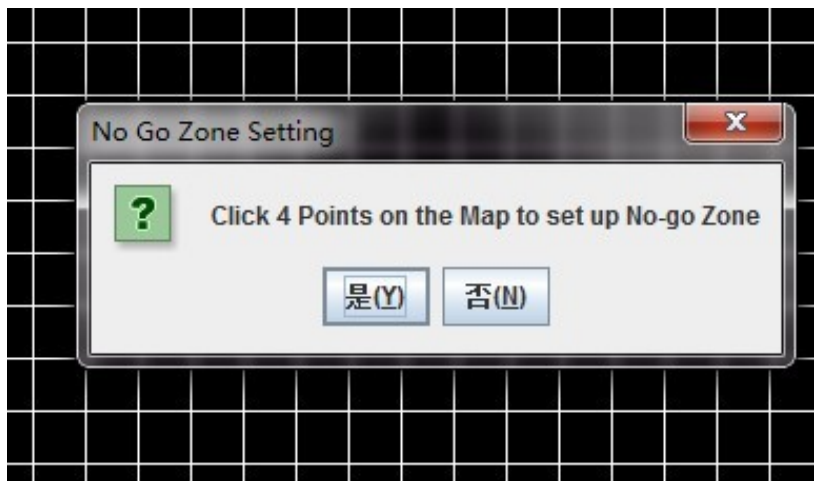 No Go Zone Setting
Click 4 Points on the Map to set up No-go Zone
是(Y) 否(N)